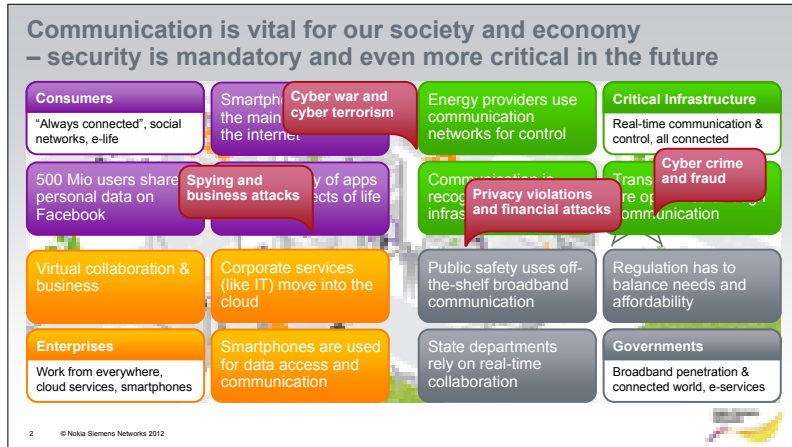 Communication is vital for our society and economy
– security is mandatory and even more critical in the future
Consumers
"Always connected", social
networks, e-life
Smartph
the main
the internet
Cyber war and
cyber terrorism
Energy providers use
communication
networks for control
Critical Infrastructure
Real-time communication &
control, all connected
500 Mio users share
personal data on
Facebook
Spying and
business attacks
y of apps
ects of life
Communication is
recog
infras
Privacy violations
and financial attacks
Trans
re op
gh
ommunication
Cyber crime
and fraud
Virtual collaboration &
business
Corporate services
(like IT) move into the
cloud
Public safety uses off-
the-shelf broadband
communication
Regulation has to
balance needs and
affordability
Enterprises
Work from everywhere,
cloud services, smartphones
Smartphones are used
for data access and
communication
State departments
rely on real-time
collaboration
Governments
Broadband penetration &
connected world, e-services
2 © Nokia Siemens Networks 2012